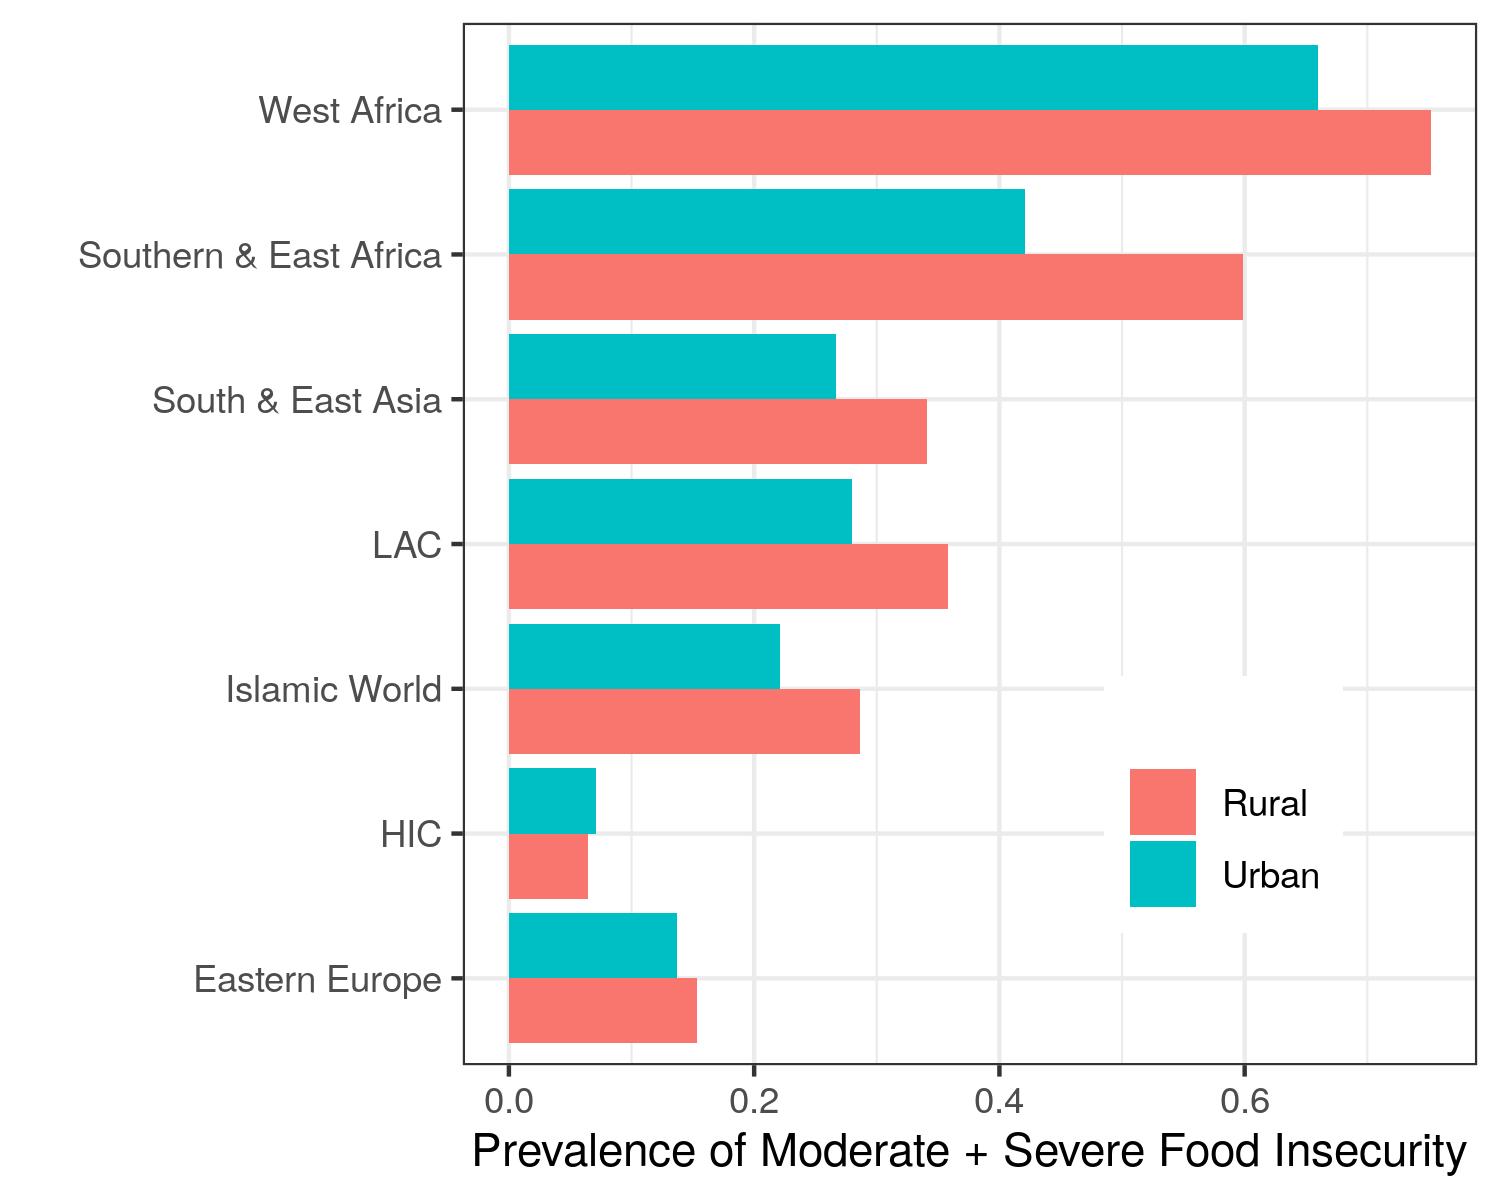 West Africa
Southern & East Africa
South & East Asia
LAC
Islamic World
HIC
Eastern Europe
Rural
Urban
0.0 0.2 0.4 0.6
Prevalence of Moderate + Severe Food Insecurity